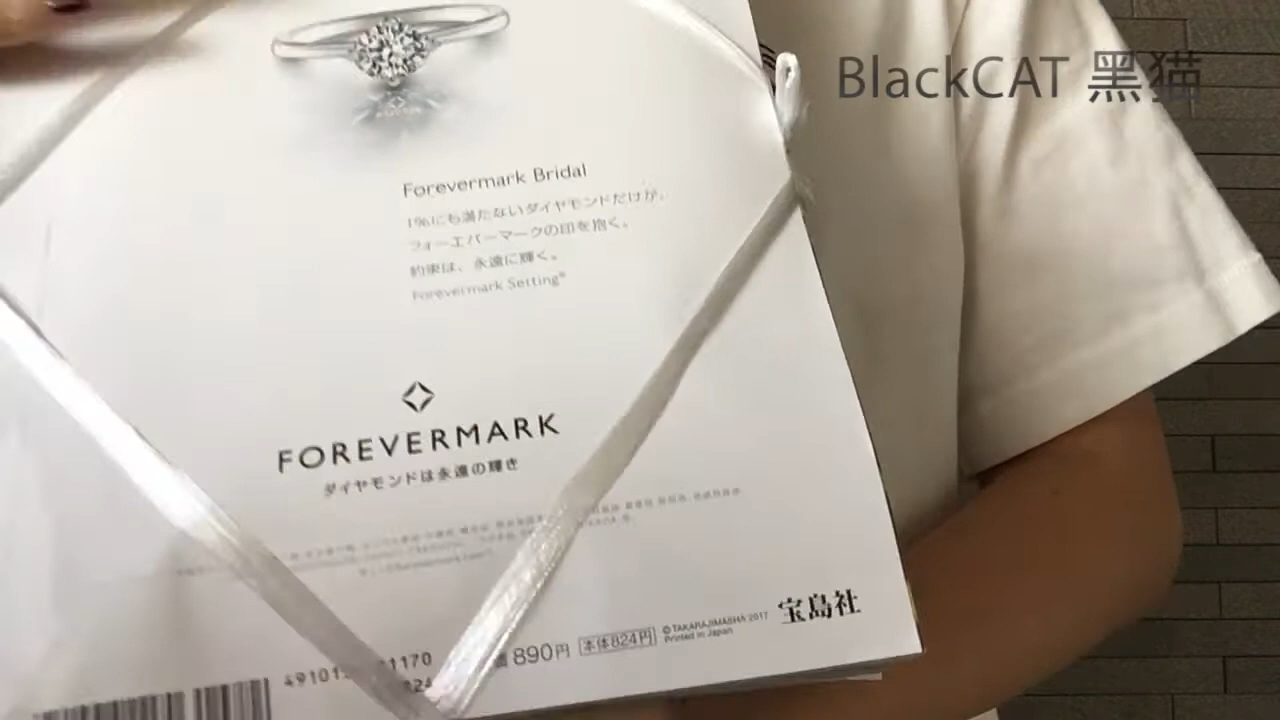 BlackCAT 黑猫
Forevermark Bridal
1%にも満たないダイヤモンドだけが、
フォーエバーマークの印を抱く。
約束は、永遠に輝く。
Forevermark Setting®
FOREVERMARK
ダイヤモンドは永遠の輝き
890円 本体824円 ©TAKARAJIMASHA 2017 宝島社
Printed in Japan
1170